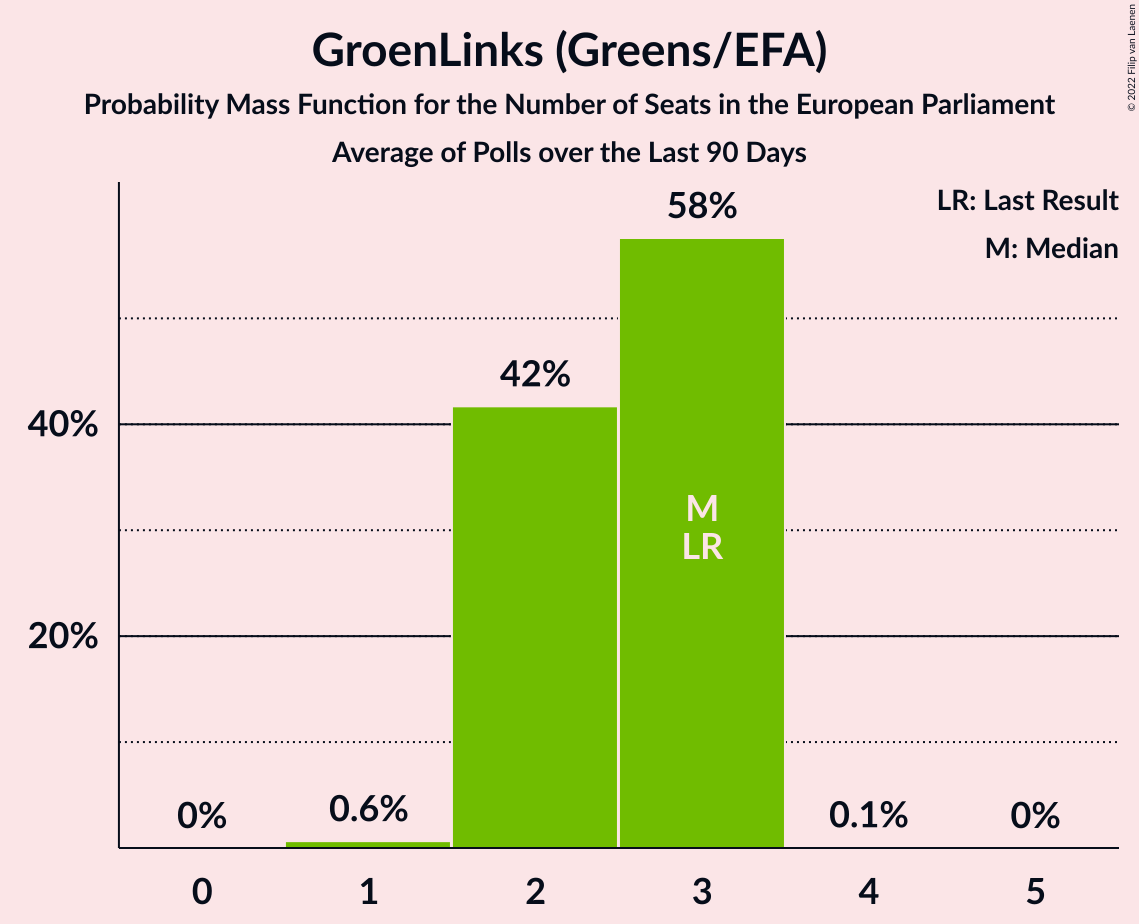 GroenLinks (Greens/EFA)
Probability Mass Function for the Number of Seats in the European Parliament
Average of Polls over the Last 90 Days
© 2022 Filip van Laenen
LR: Last Result
M: Median
58%
42%
40%
M
LR
20%
0%
0.6%
0.1%
0%
0 1 2 3 4 5